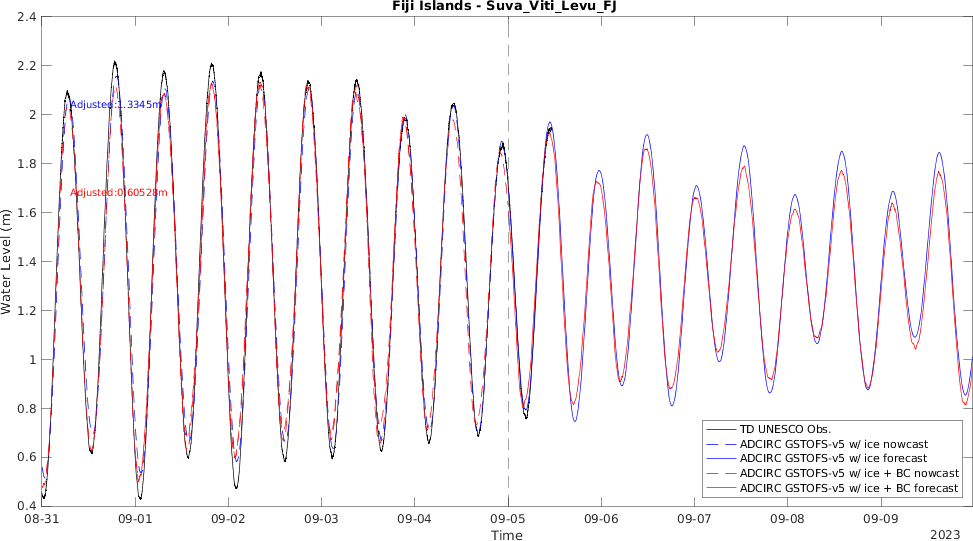 Fiji Islands - Suva_Viti_Levu_FJ
2.4
2.2
2
1.8
1.6
1.4
1.2
1
0.8
0.6
0.4
Water Level (m)
Adjusted:1.3345m
Adjusted:0.60528m
TD UNESCO Obs.
ADCIRC GSTOFS-v5 w/ ice nowcast
ADCIRC GSTOFS-v5 w/ ice forecast
ADCIRC GSTOFS-v5 w/ ice + BC nowcast
ADCIRC GSTOFS-v5 w/ ice + BC forecast
08-31 09-01 09-02 09-03 09-04 09-05 09-06 09-07 09-08 09-09
Time
2023